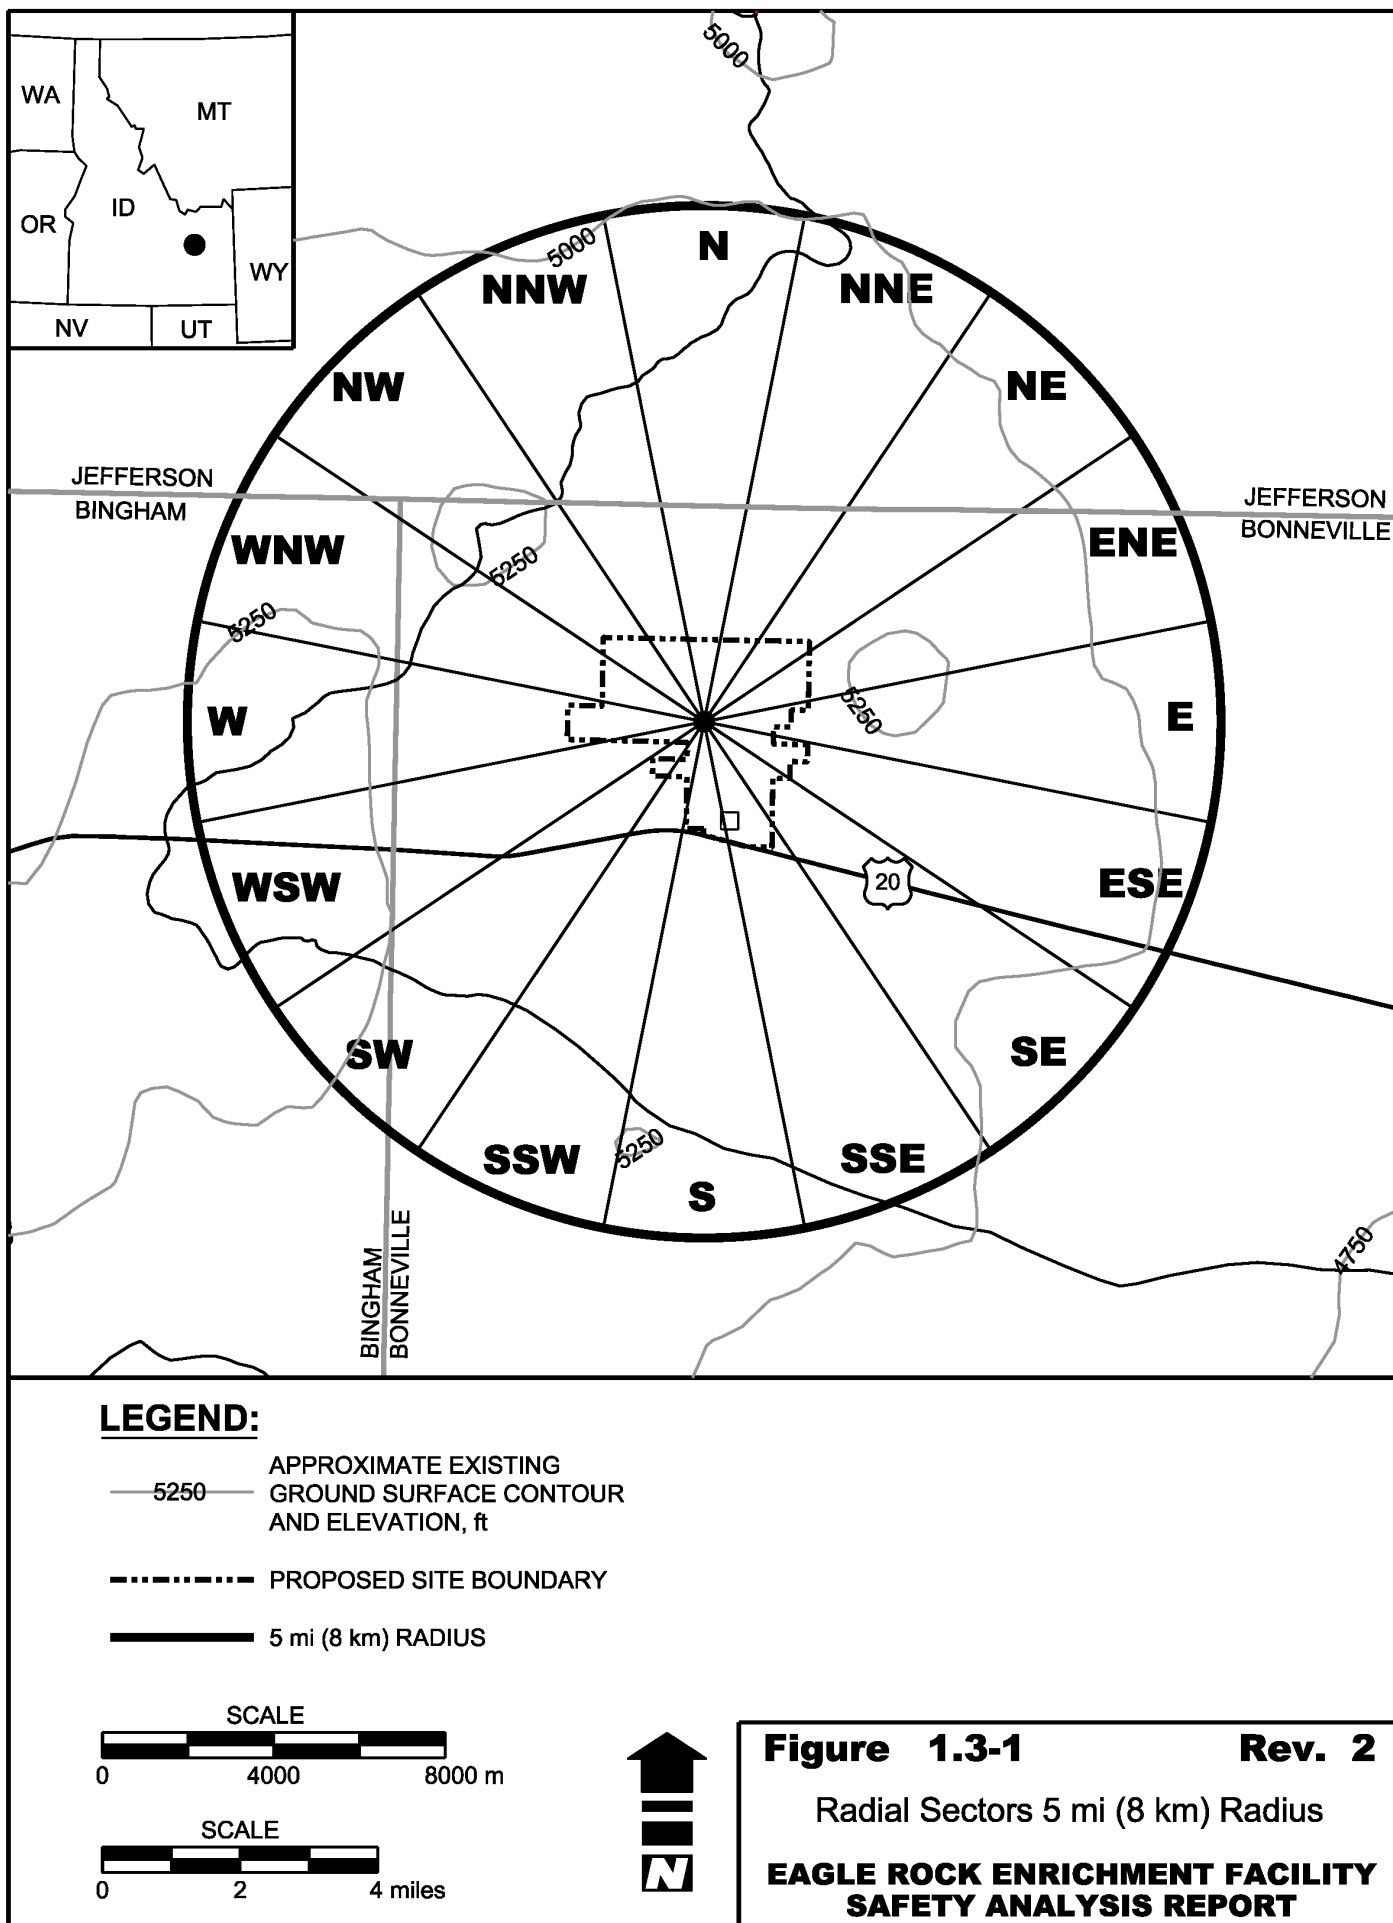 5000
WA
MT
OR
ID
WY
NV
UT
5000
N
NNW
NNE
NW
NE
JEFFERSON
BINGHAM
JEFFERSON
BONNEVILLE
WNW
ENE
5250
5250
5250
W
E
20
WSW
ESE
SW
SE
5250
SSW
SSE
S
BINGHAM
BONNEVILLE
4750
LEGEND:
5250
APPROXIMATE EXISTING
GROUND SURFACE CONTOUR
AND ELEVATION, ft
PROPOSED SITE BOUNDARY
5 mi (8 km) RADIUS
SCALE
0 4000 8000 m
SCALE
0 2 4 miles
N
Figure 1.3-1 Rev. 2
Radial Sectors 5 mi (8 km) Radius
EAGLE ROCK ENRICHMENT FACILITY
SAFETY ANALYSIS REPORT